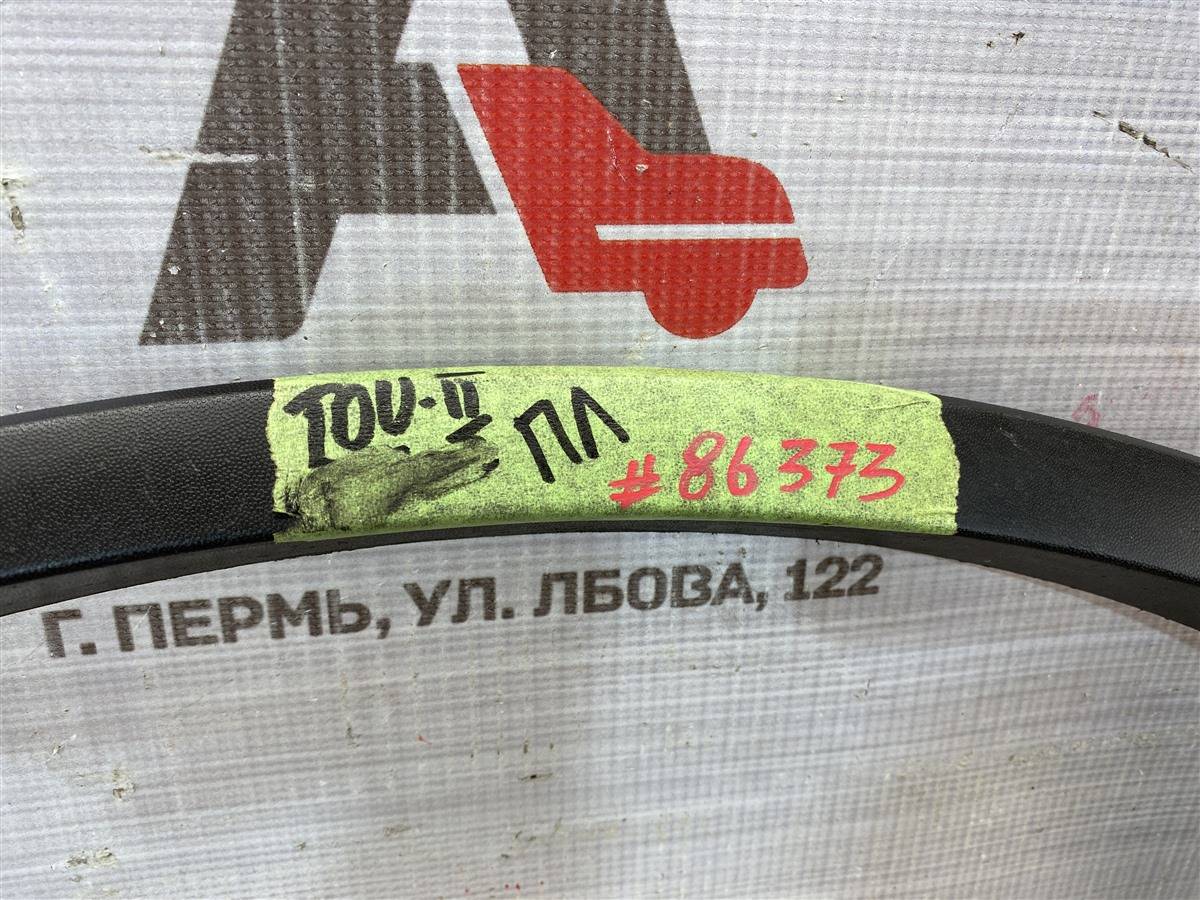 TOU-II ПЛ
#86373
Г. ПЕРМЬ, УЛ. ЛБОВА, 122